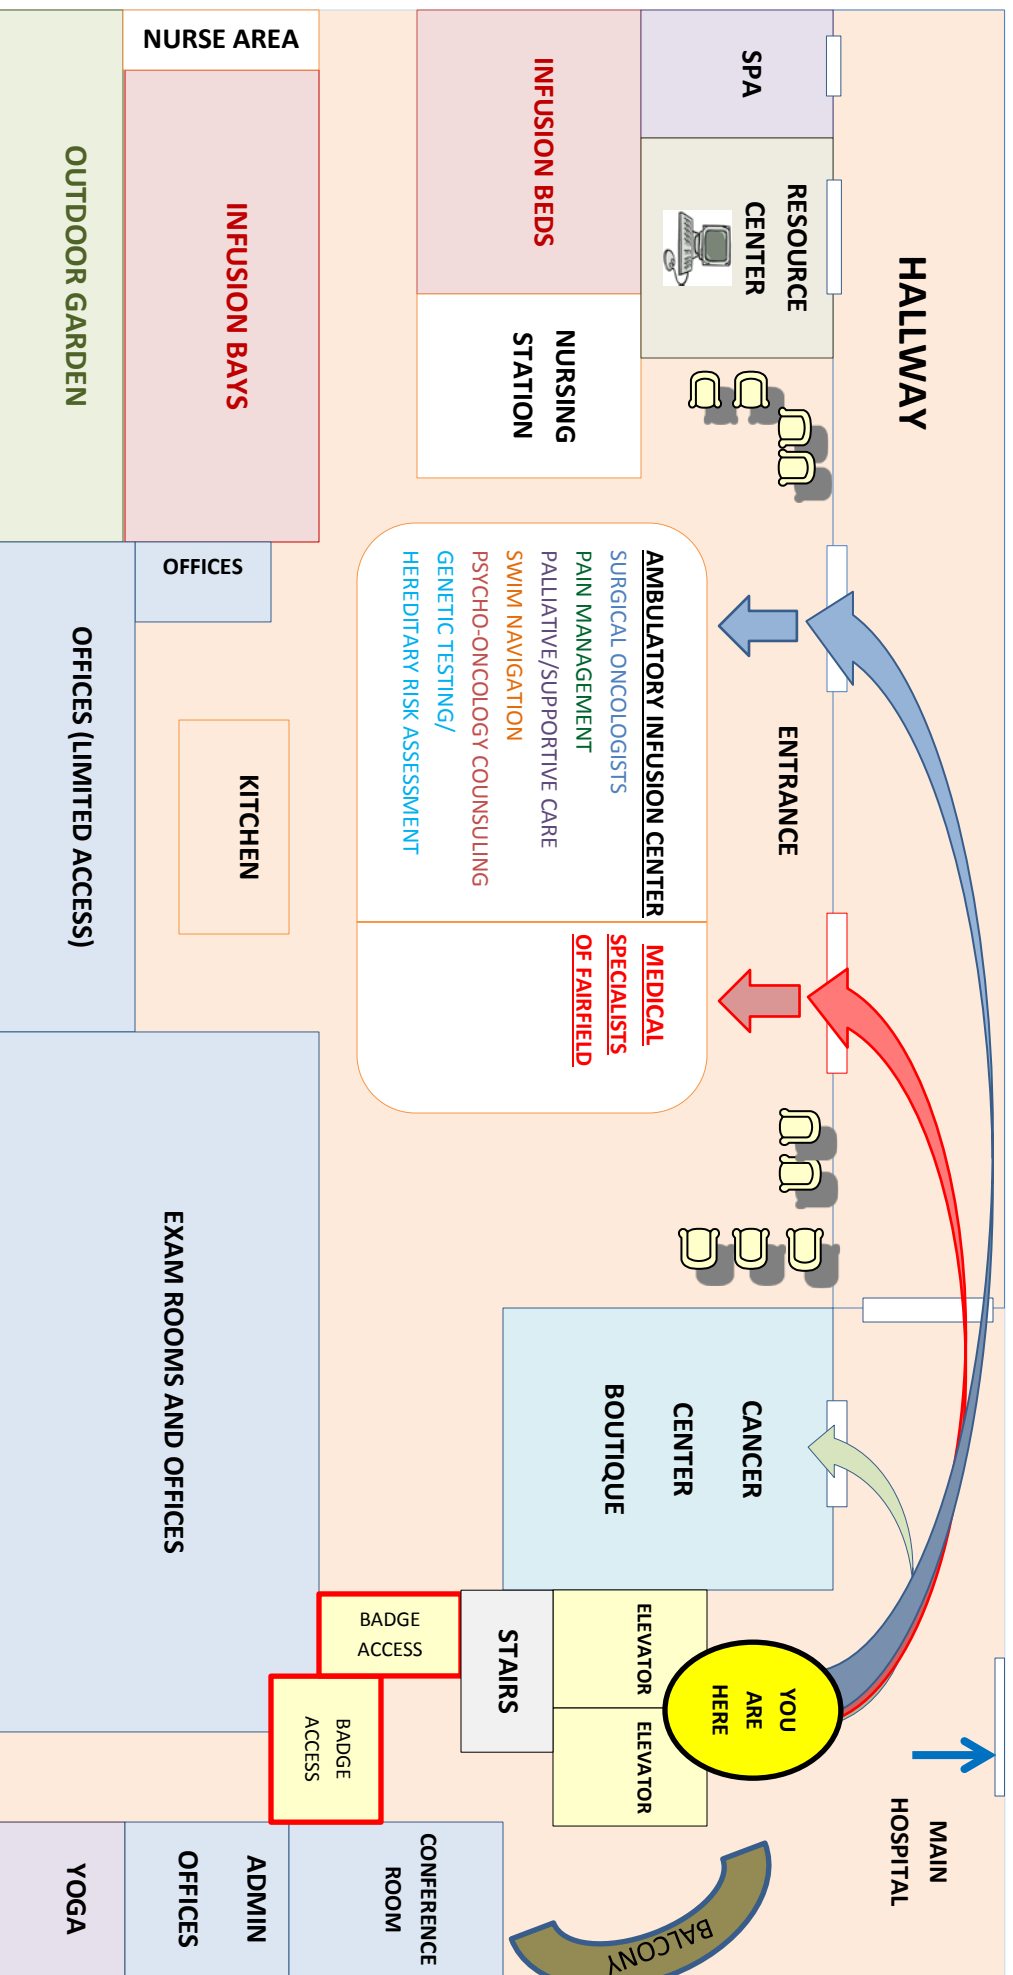 HALLWAY
SPA
RESOURCE
CENTER
INFUSION BEDS
NURSE AREA
INFUSION BAYS
OUTDOOR GARDEN
NURSING
STATION
OFFICES
OFFICES (LIMITED ACCESS)
KITCHEN
ENTRANCE
AMBULATORY INFUSION CENTER
SURGICAL ONCOLOGISTS
PAIN MANAGEMENT
PALLIATIVE/SUPPORTIVE CARE
SWIM NAVIGATION
PSYCHO-ONCOLOGY COUNSULING
GENETIC TESTING/
HEREDITARY RISK ASSESSMENT
MEDICAL
SPECIALISTS
OF FAIRFIELD
EXAM ROOMS AND OFFICES
CANCER
CENTER
BOUTIQUE
BADGE
ACCESS
BADGE
ACCESS
STAIRS
ELEVATOR
ELEVATOR
YOU
ARE
HERE
MAIN
HOSPITAL
BALCONY
CONFERENCE
ROOM
ADMIN
OFFICES
YOGA